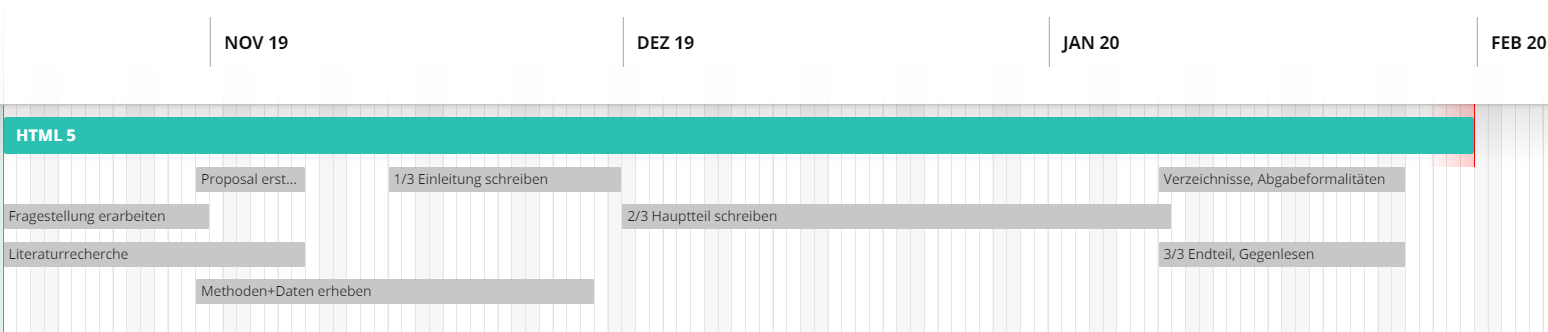 NOV 19
DEZ 19
JAN 20
FEB 20
HTML 5
Proposal erst...
1/3 Einleitung schreiben
Verzeichnisse, Abgabeformalitäten
Fragestellung erarbeiten
2/3 Hauptteil schreiben
Literaturrecherche
3/3 Endteil, Gegenlesen
Methoden+Daten erheben